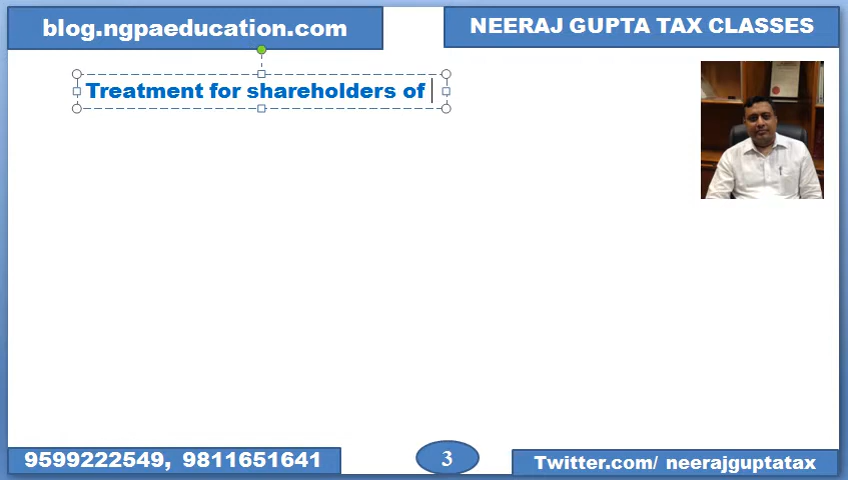 blog.ngpaeducation.com
NEERAJ GUPTA TAX CLASSES
Treatment for shareholders of
9599222549, 9811651641
3
Twitter.com/ neerajguptatax